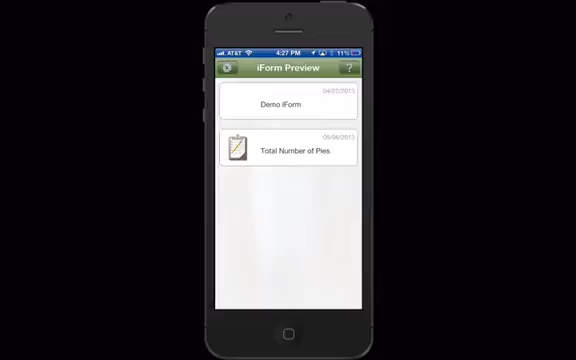 AT&T 4:27 PM 11%
iForm Preview ?
04/22/2013
Demo iForm
05/06/2013
Total Number of Pies